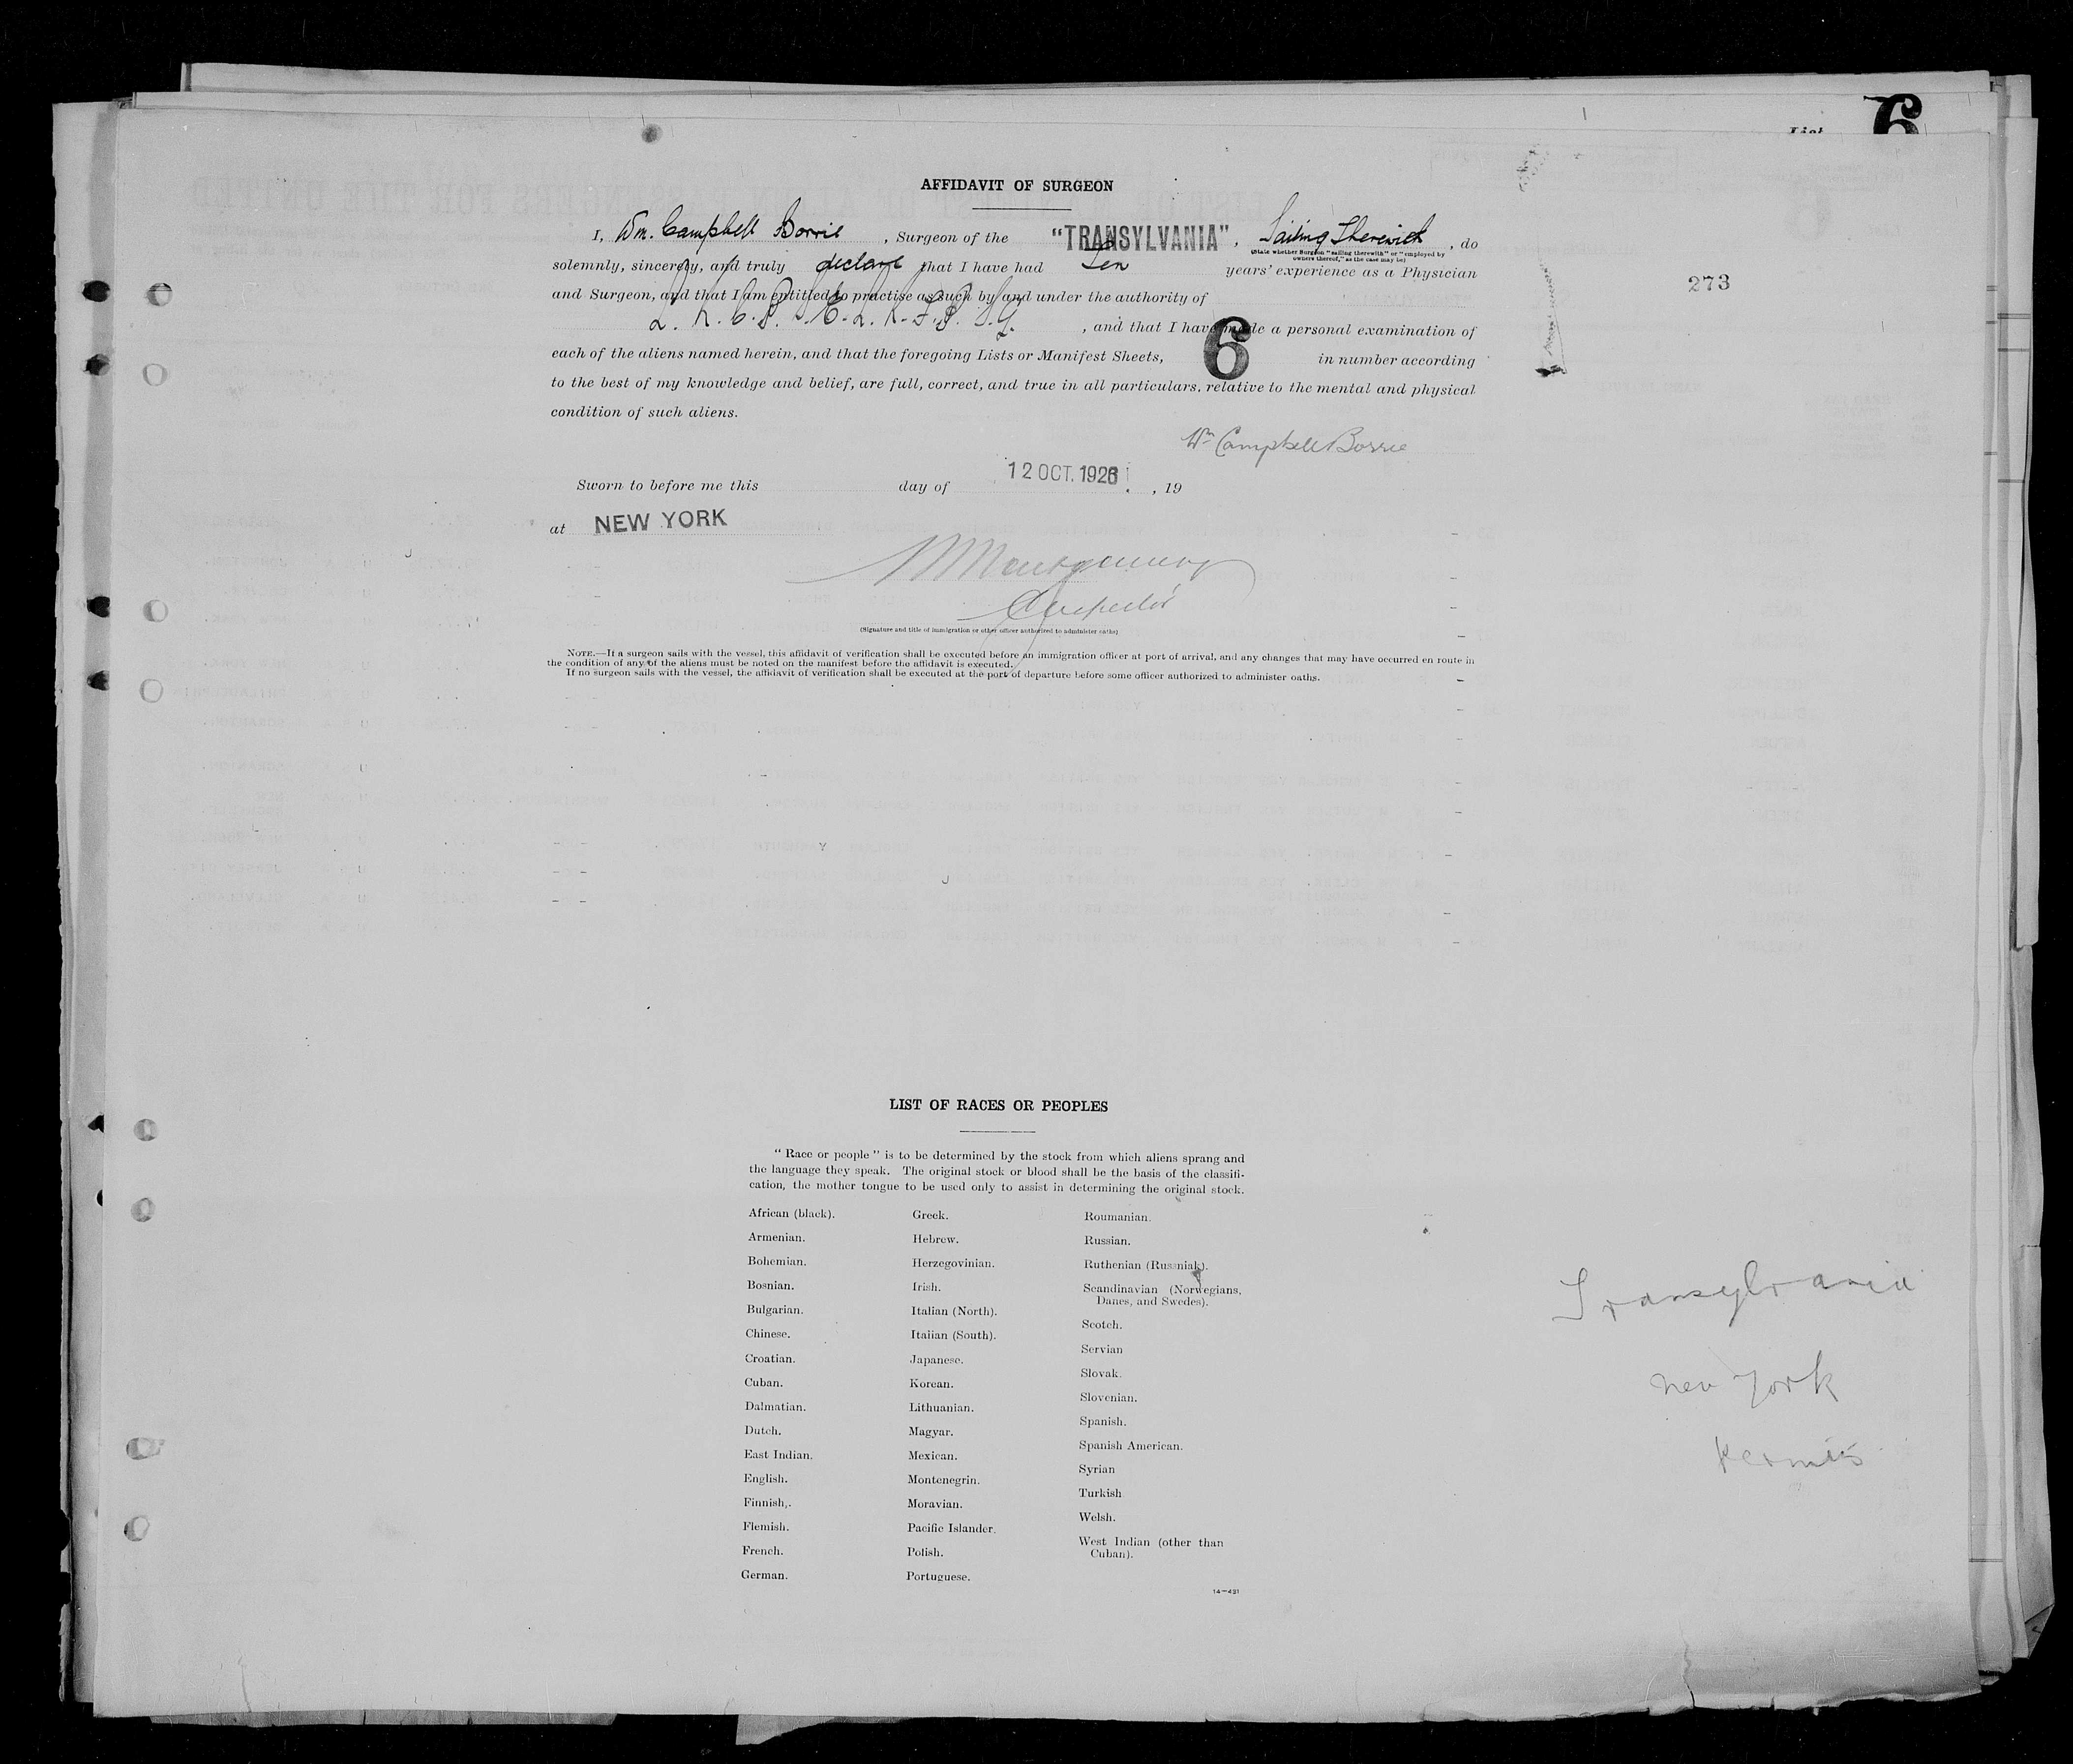 6
AFFIDAVIT OF SURGEON
I, Wm. Campbell Borrie , Surgeon of the "TRANSYLVANIA" , Sailing Therewith , do
(State whether Surgeon "sailing therewith" or "employed by
owners thereof," as the case may be)
solemnly, sincerely, and truly declare that I have had Ten years' experience as a Physician
273
and Surgeon, and that I am entitled to practise as such by and under the authority of
L. R. C. P. S. E. L. R. F. P. S. G. , and that I have made a personal examination of
each of the aliens named herein, and that the foregoing Lists or Manifest Sheets, 6 in number according
to the best of my knowledge and belief, are full, correct, and true in all particulars, relative to the mental and physical
condition of such aliens.
Wm Campbell Borrie
Sworn to before me this day of 12 OCT. 1926 , 19
at NEW YORK
Montgomery
Inspector
(Signature and title of immigration or other officer authorized to administer oaths)
NOTE.—If a surgeon sails with the vessel, this affidavit of verification shall be executed before an immigration officer at port of arrival, and any changes that may have occurred en route in
the condition of any of the aliens must be noted on the manifest before the affidavit is executed.
If no surgeon sails with the vessel, the affidavit of verification shall be executed at the port of departure before some officer authorized to administer oaths.
LIST OF RACES OR PEOPLES
"Race or people" is to be determined by the stock from which aliens sprang and
the language they speak. The original stock or blood shall be the basis of the classifi-
cation, the mother tongue to be used only to assist in determining the original stock.
African (black).
Armenian.
Bohemian.
Bosnian.
Bulgarian.
Chinese.
Croatian.
Cuban.
Dalmatian.
Dutch.
East Indian.
English.
Finnish,.
Flemish.
French.
German.
Greek.
Hebrew.
Herzegovinian.
Irish.
Italian (North).
Italian (South).
Japanese.
Korean.
Lithuanian.
Magyar.
Mexican.
Montenegrin.
Moravian.
Pacific Islander.
Polish.
Portuguese.
Roumanian.
Russian.
Ruthenian (Russniak).
Scandinavian (Norwegians,
Danes, and Swedes).
Scotch.
Servian
Slovak.
Slovenian.
Spanish.
Spanish American.
Syrian
Turkish
Welsh.
West Indian (other than
Cuban).
14—431
Transylvania
New York